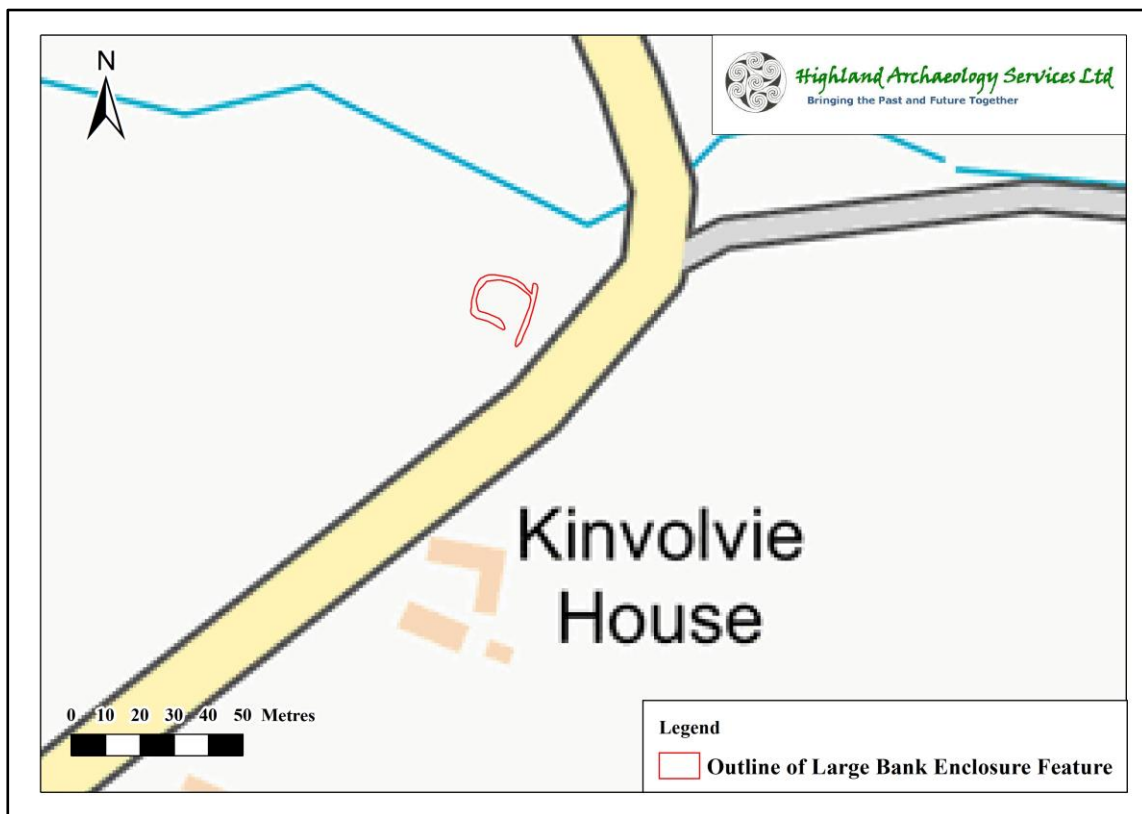 N
Highland Archaeology Services Ltd
Bringing the Past and Future Together
Kinvolvie
House
0 10 20 30 40 50 Metres
Legend
Outline of Large Bank Enclosure Feature